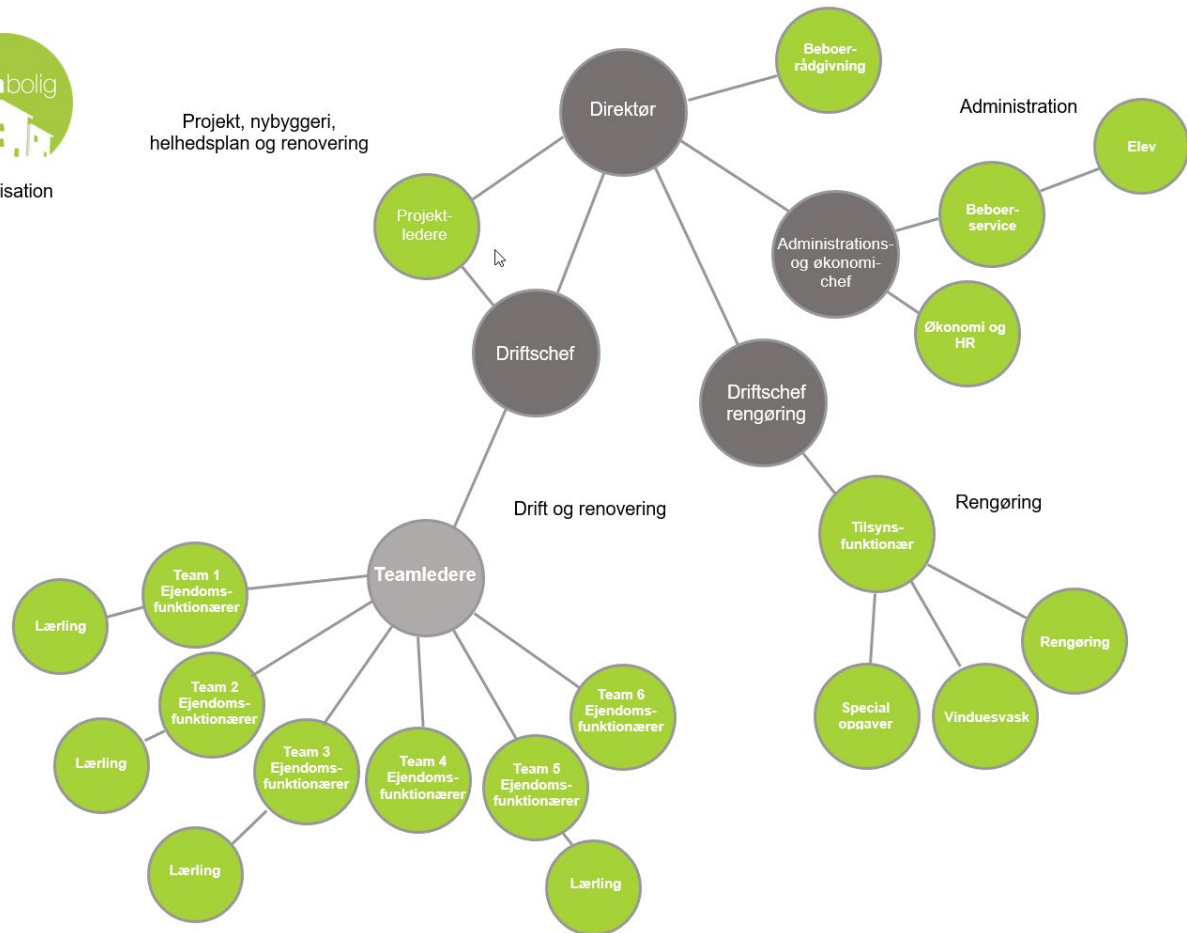 bolig
Projekt, nybyggeri,
helhedsplan og renovering
Direktør
Beboer-
rådgivning
Administration
Elev
Projekt-
ledere
Beboer-
service
Administrations-
og økonomi-
chef
Økonomi og
HR
Driftschef
Driftschef
rengøring
Drift og renovering
Rengøring
Tilsyns-
funktionær
Rengøring
Special
opgaver
Vinduesvask
Teamledere
Team 1
Ejendoms-
funktionærer
Lærling
Team 2
Ejendoms-
funktionærer
Lærling
Team 3
Ejendoms-
funktionærer
Lærling
Team 4
Ejendoms-
funktionærer
Team 5
Ejendoms-
funktionærer
Lærling
Team 6
Ejendoms-
funktionærer